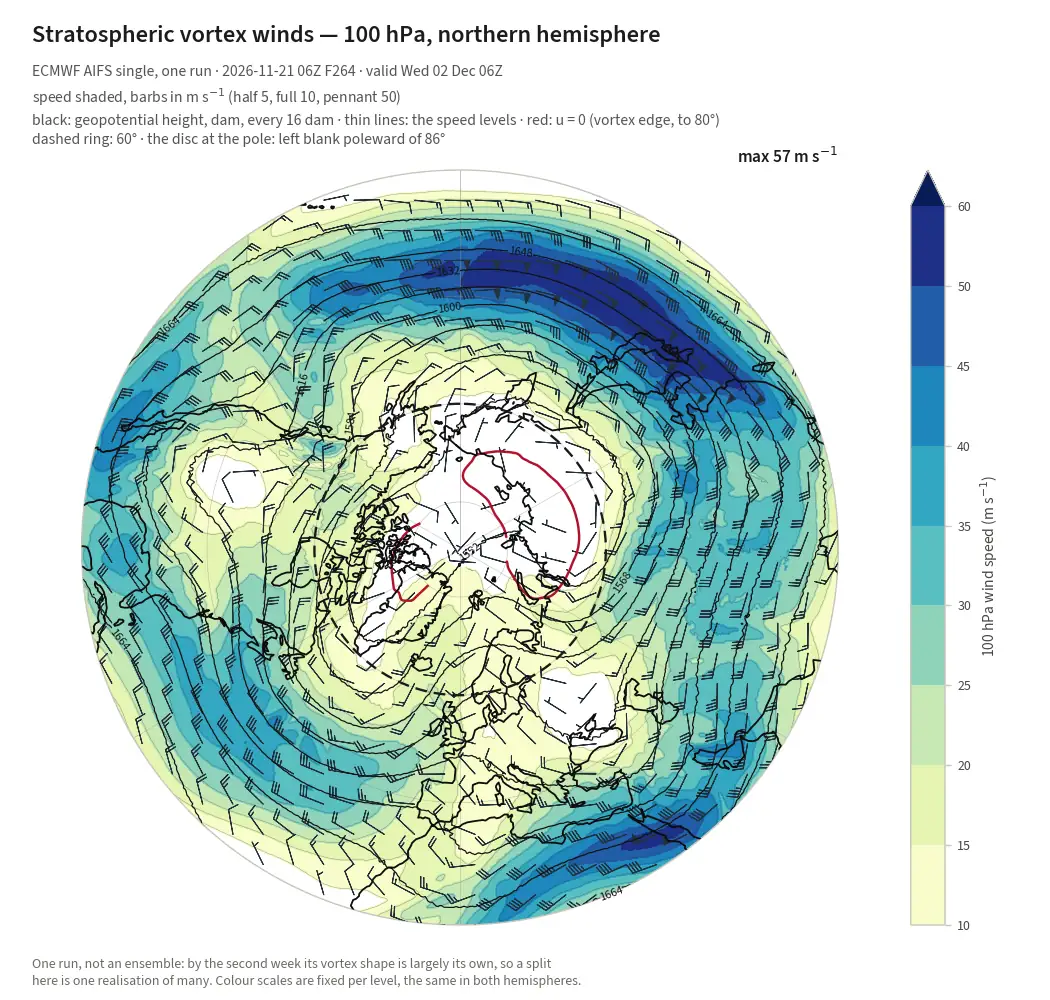 Stratospheric vortex winds — 100 hPa, northern hemisphere
ECMWF AIFS single, one run · 2026-11-21 06Z F264 · valid Wed 02 Dec 06Z
speed shaded, barbs in m s⁻¹ (half 5, full 10, pennant 50)
black: geopotential height, dam, every 16 dam · thin lines: the speed levels · red: u = 0 (vortex edge, to 80°)
dashed ring: 60° · the disc at the pole: left blank poleward of 86°
max 57 m s⁻¹
60
50
45
40
35
30
25
20
15
10
100 hPa wind speed (m s⁻¹)
1648
1632
1600
1664
1664
1616
1584
1552
1568
1664
1664
One run, not an ensemble: by the second week its vortex shape is largely its own, so a split
here is one realisation of many. Colour scales are fixed per level, the same in both hemispheres.